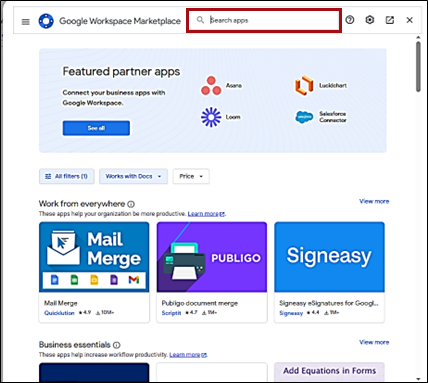 Google Workspace Marketplace
Search apps
Featured partner apps
Connect your business apps with
Google Workspace.
See all
Asana
Lucidchart
Loom
Salesforce
Connector
All filters (1)
Works with Docs
Price
Work from everywhere
View more
These apps help your organization be more productive. Learn more
Mail
Merge
PUBLIGO
Signeasy
Mail Merge
Quicklution ★ 4.9 10M+
Publigo document merge
Scriptit ★ 4.7 1M+
Signeasy eSignatures for Googl...
Signeasy ★ 4.4 1M+
Business essentials
View more
These apps help increase workflow productivity. Learn more
Add Equations in Forms